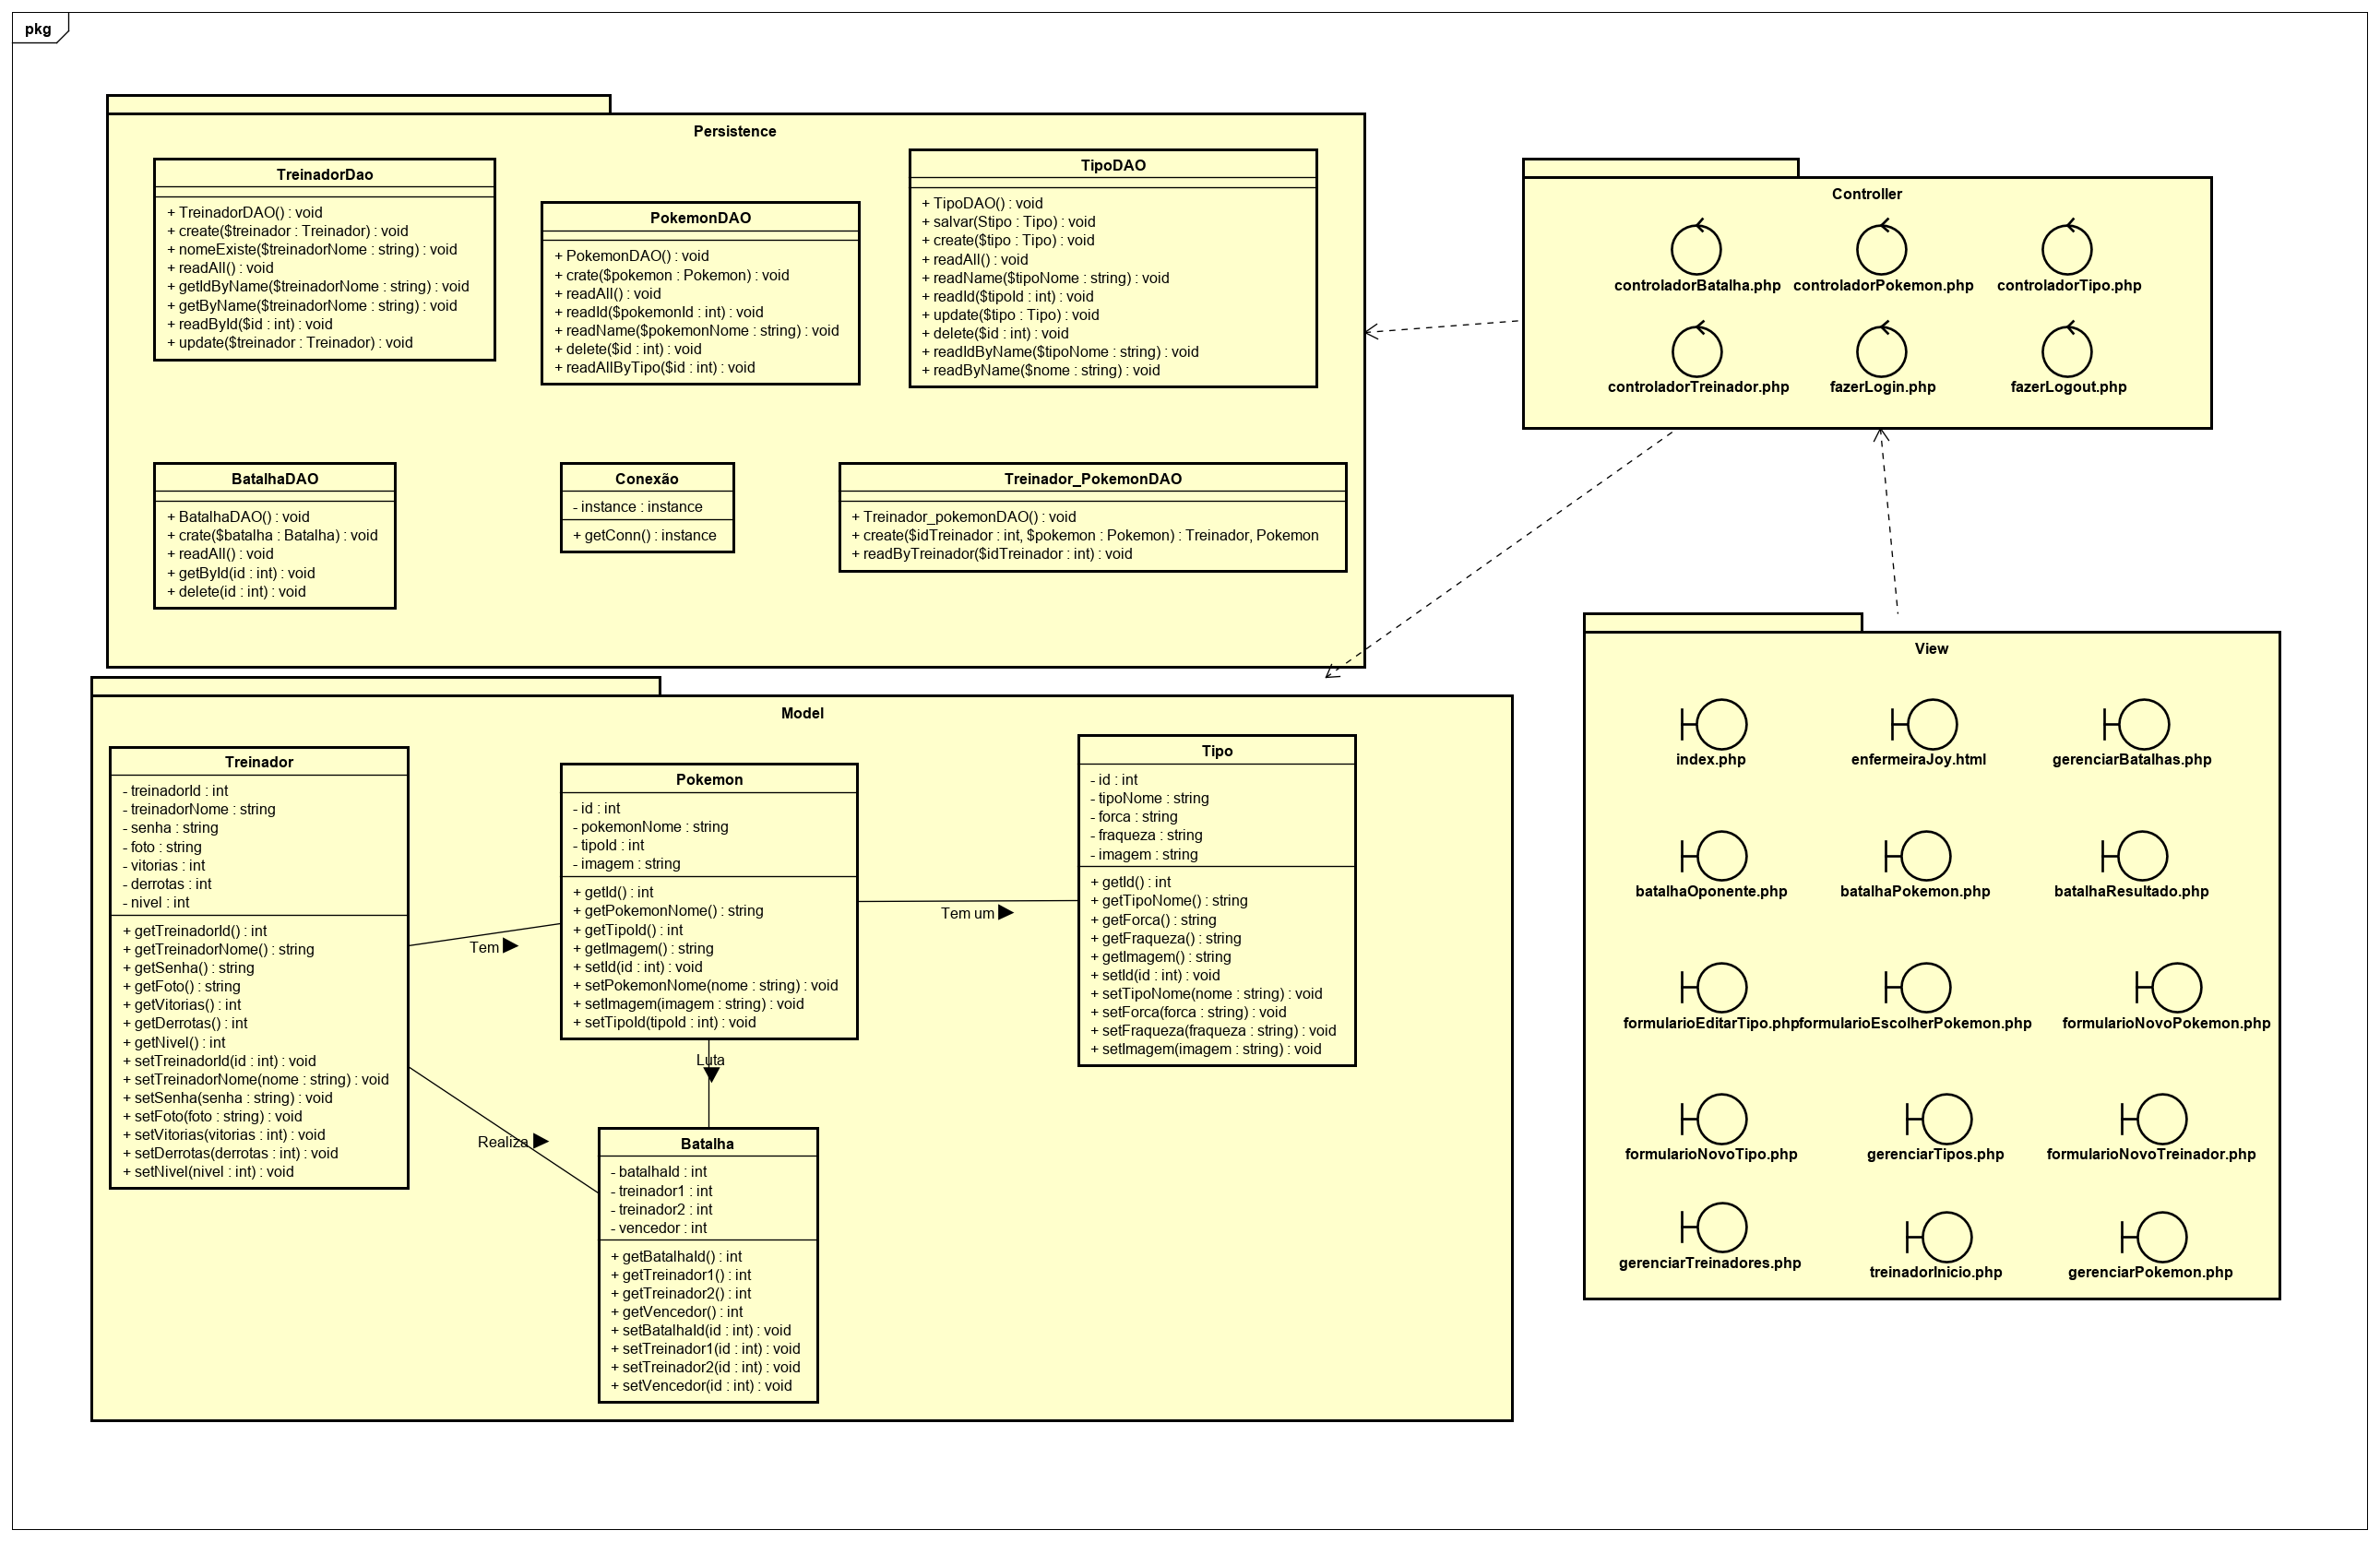 pkg
Persistence
TreinadorDao
+ TreinadorDAO() : void
+ create($treinador : Treinador) : void
+ nomeExiste($treinadorNome : string) : void
+ readAll() : void
+ getIdByName($treinadorNome : string) : void
+ getByName($treinadorNome : string) : void
+ readById($id : int) : void
+ update($treinador : Treinador) : void
PokemonDAO
+ PokemonDAO() : void
+ crate($pokemon : Pokemon) : void
+ readAll() : void
+ readId($pokemonId : int) : void
+ readName($pokemonNome : string) : void
+ delete($id : int) : void
+ readAllByTipo($id : int) : void
TipoDAO
+ TipoDAO() : void
+ salvar(Stipo : Tipo) : void
+ create($tipo : Tipo) : void
+ readAll() : void
+ readName($tipoNome : string) : void
+ readId($tipoId : int) : void
+ update($tipo : Tipo) : void
+ delete($id : int) : void
+ readIdByName($tipoNome : string) : void
+ readByName($nome : string) : void
BatalhaDAO
+ BatalhaDAO() : void
+ crate($batalha : Batalha) : void
+ readAll() : void
+ getById(id : int) : void
+ delete(id : int) : void
Conexão
- instance : instance
+ getConn() : instance
Treinador_PokemonDAO
+ Treinador_pokemonDAO() : void
+ create($idTreinador : int, $pokemon : Pokemon) : Treinador, Pokemon
+ readByTreinador($idTreinador : int) : void
Controller
controladorBatalha.php
controladorPokemon.php
controladorTipo.php
controladorTreinador.php
fazerLogin.php
fazerLogout.php
Model
Treinador
- treinadorId : int
- treinadorNome : string
- senha : string
- foto : string
- vitorias : int
- derrotas : int
- nivel : int
+ getTreinadorId() : int
+ getTreinadorNome() : string
+ getSenha() : string
+ getFoto() : string
+ getVitorias() : int
+ getDerrotas() : int
+ getNivel() : int
+ setTreinadorId(id : int) : void
+ setTreinadorNome(nome : string) : void
+ setSenha(senha : string) : void
+ setFoto(foto : string) : void
+ setVitorias(vitorias : int) : void
+ setDerrotas(derrotas : int) : void
+ setNivel(nivel : int) : void
Tem
Realiza
Pokemon
- id : int
- pokemonNome : string
- tipoId : int
- imagem : string
+ getId() : int
+ getPokemonNome() : string
+ getTipoId() : int
+ getImagem() : string
+ setId(id : int) : void
+ setPokemonNome(nome : string) : void
+ setImagem(imagem : string) : void
+ setTipoId(tipoId : int) : void
Tem um
Luta
Tipo
- id : int
- tipoNome : string
- forca : string
- fraqueza : string
- imagem : string
+ getId() : int
+ getTipoNome() : string
+ getForca() : string
+ getFraqueza() : string
+ getImagem() : string
+ setId(id : int) : void
+ setTipoNome(nome : string) : void
+ setForca(forca : string) : void
+ setFraqueza(fraqueza : string) : void
+ setImagem(imagem : string) : void
Batalha
- batalhaId : int
- treinador1 : int
- treinador2 : int
- vencedor : int
+ getBatalhaId() : int
+ getTreinador1() : int
+ getTreinador2() : int
+ getVencedor() : int
+ setBatalhaId(id : int) : void
+ setTreinador1(id : int) : void
+ setTreinador2(id : int) : void
+ setVencedor(id : int) : void
View
index.php
enfermeiraJoy.html
gerenciarBatalhas.php
batalhaOponente.php
batalhaPokemon.php
batalhaResultado.php
formularioEditarTipo.php
formularioEscolherPokemon.php
formularioNovoPokemon.php
formularioNovoTipo.php
gerenciarTipos.php
formularioNovoTreinador.php
gerenciarTreinadores.php
treinadorInicio.php
gerenciarPokemon.php